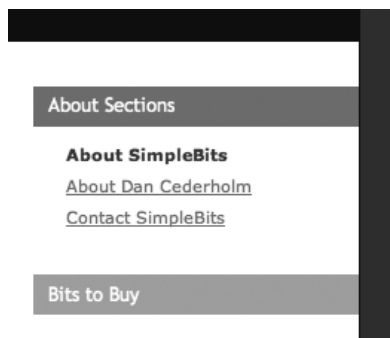 About Sections
About SimpleBits
About Dan Cederholm
Contact SimpleBits
Bits to Buy